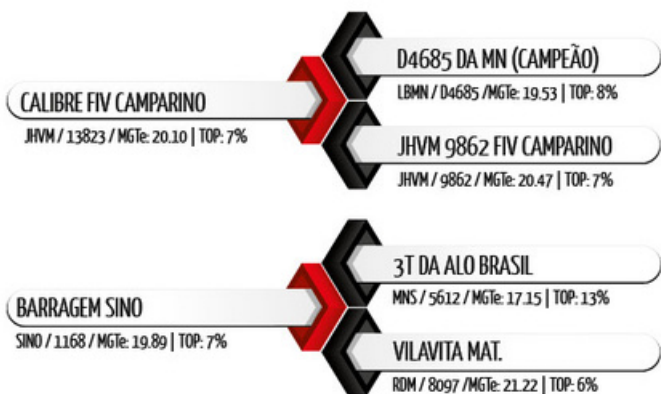 D4685 DA MN (CAMPEÃO)
LBMN / D4685 /MGTe: 19.53 | TOP: 8%
CALIBRE FIV CAMPARINO
JHVM / 13823 / MGTe: 20.10 | TOP: 7%
JHVM 9862 FIV CAMPARINO
JHVM / 9862 / MGTe: 20.47 | TOP: 7%
3T DA ALO BRASIL
MNS / 5612 / MGTe: 17.15 | TOP: 13%
BARRAGEM SINO
SINO / 1168 / MGTe: 19.89 | TOP: 7%
VILAVITA MAT.
RDM / 8097 /MGTe: 21.22 | TOP: 6%